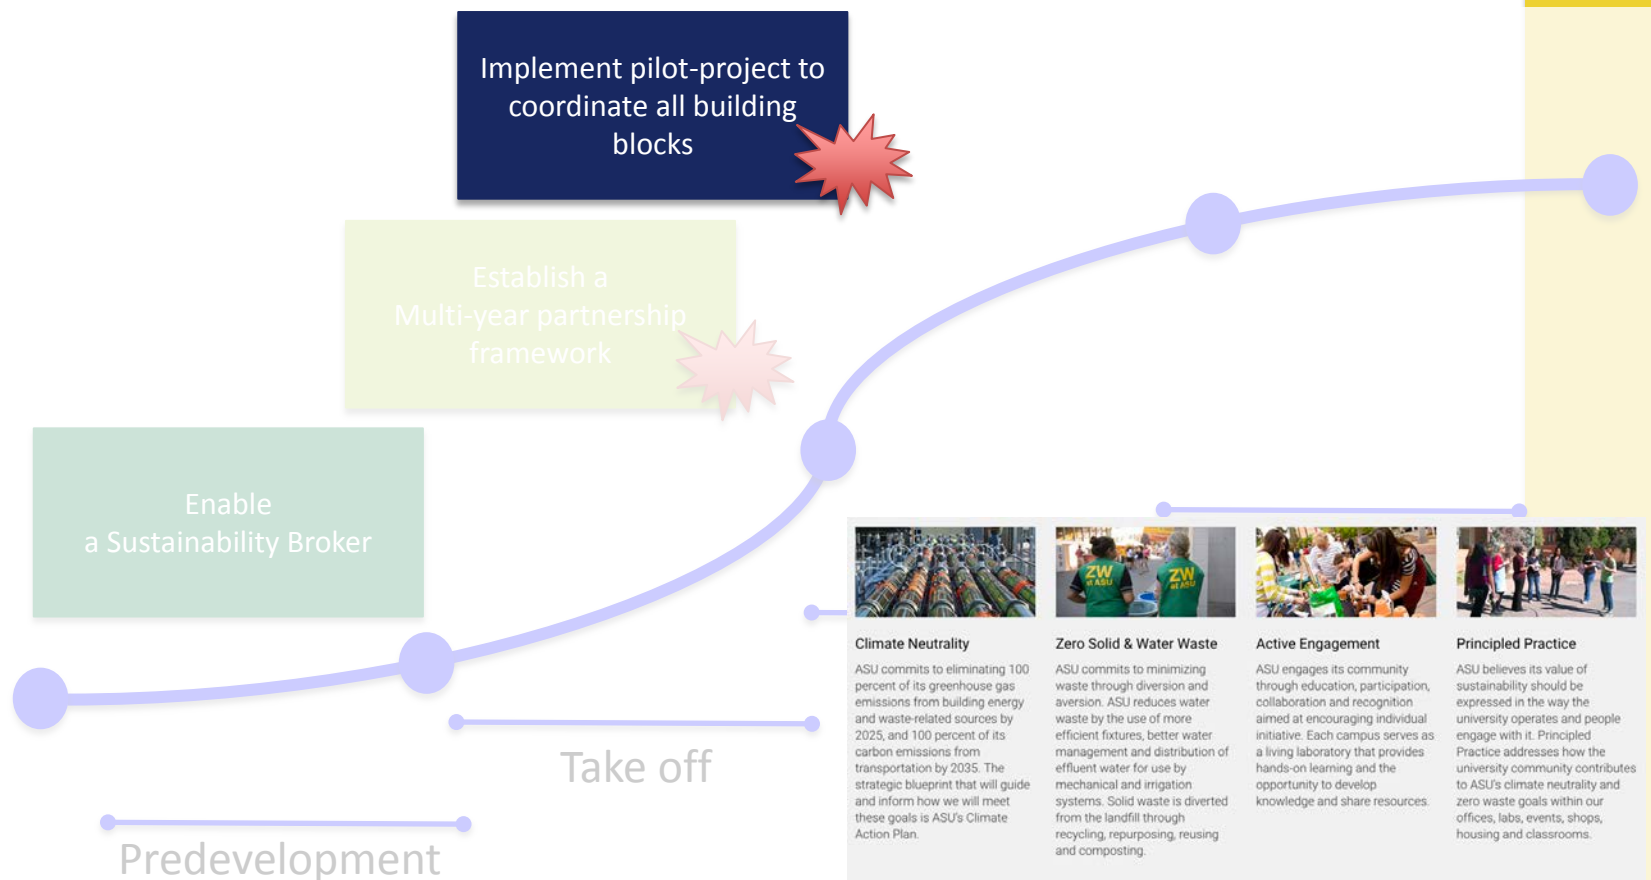 Implement pilot-project to
coordinate all building
blocks
Establish a
Multi-year partnership
framework
Enable
a Sustainability Broker
Take off
Predevelopment
ZW
at ASU
ZW
at ASU
Climate Neutrality
ASU commits to eliminating 100
percent of its greenhouse gas
emissions from building energy
and waste-related sources by
2025, and 100 percent of its
carbon emissions from
transportation by 2035. The
strategic blueprint that will guide
and inform how we will meet
these goals is ASU's Climate
Action Plan.
Zero Solid & Water Waste
ASU commits to minimizing
waste through diversion and
aversion. ASU reduces water
waste by the use of more
efficient fixtures, better water
management and distribution of
effluent water for use by
mechanical and irrigation
systems. Solid waste is diverted
from the landfill through
recycling, repurposing, reusing
and composting.
Active Engagement
ASU engages its community
through education, participation,
collaboration and recognition
aimed at encouraging individual
initiative. Each campus serves as
a living laboratory that provides
hands-on learning and the
opportunity to develop
knowledge and share resources.
Principled Practice
ASU believes its value of
sustainability should be
expressed in the way the
university operates and people
engage with it. Principled
Practice addresses how the
university community contributes
to ASU's climate neutrality and
zero waste goals within our
offices, labs, events, shops,
housing and classrooms.